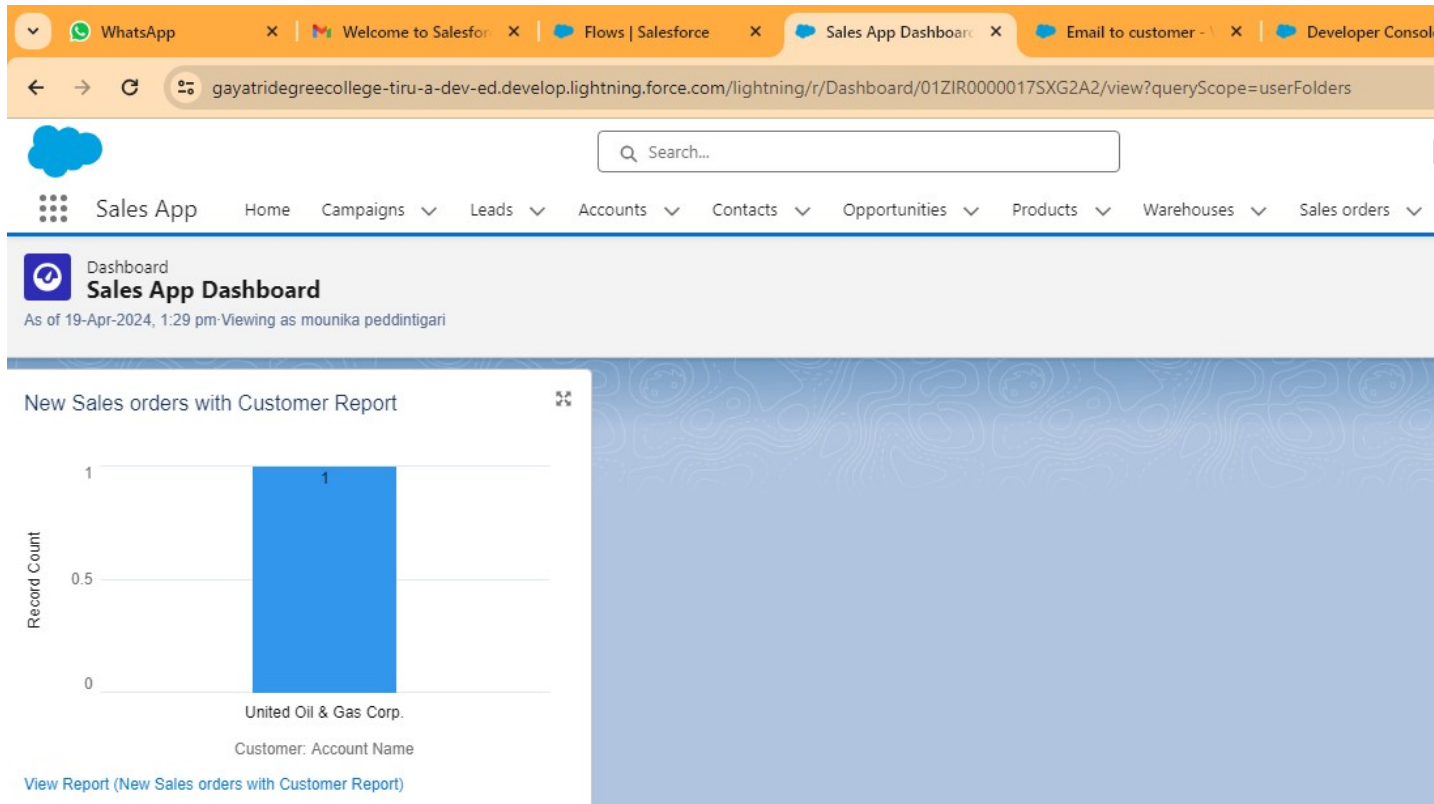 WhatsApp Welcome to Salesfor Flows | Salesforce Sales App Dashboard Email to customer - Developer Consol
gayatridegreecollege-tiru-a-dev-ed.develop.lightning.force.com/lightning/r/Dashboard/01ZIR0000017SXG2A2/view?queryScope=userFolders
Search...
Sales App Home Campaigns Leads Accounts Contacts Opportunities Products Warehouses Sales orders
Dashboard
Sales App Dashboard
As of 19-Apr-2024, 1:29 pm·Viewing as mounika peddintigari
New Sales orders with Customer Report
1
1
Record Count
0.5
0
United Oil & Gas Corp.
Customer: Account Name
View Report (New Sales orders with Customer Report)